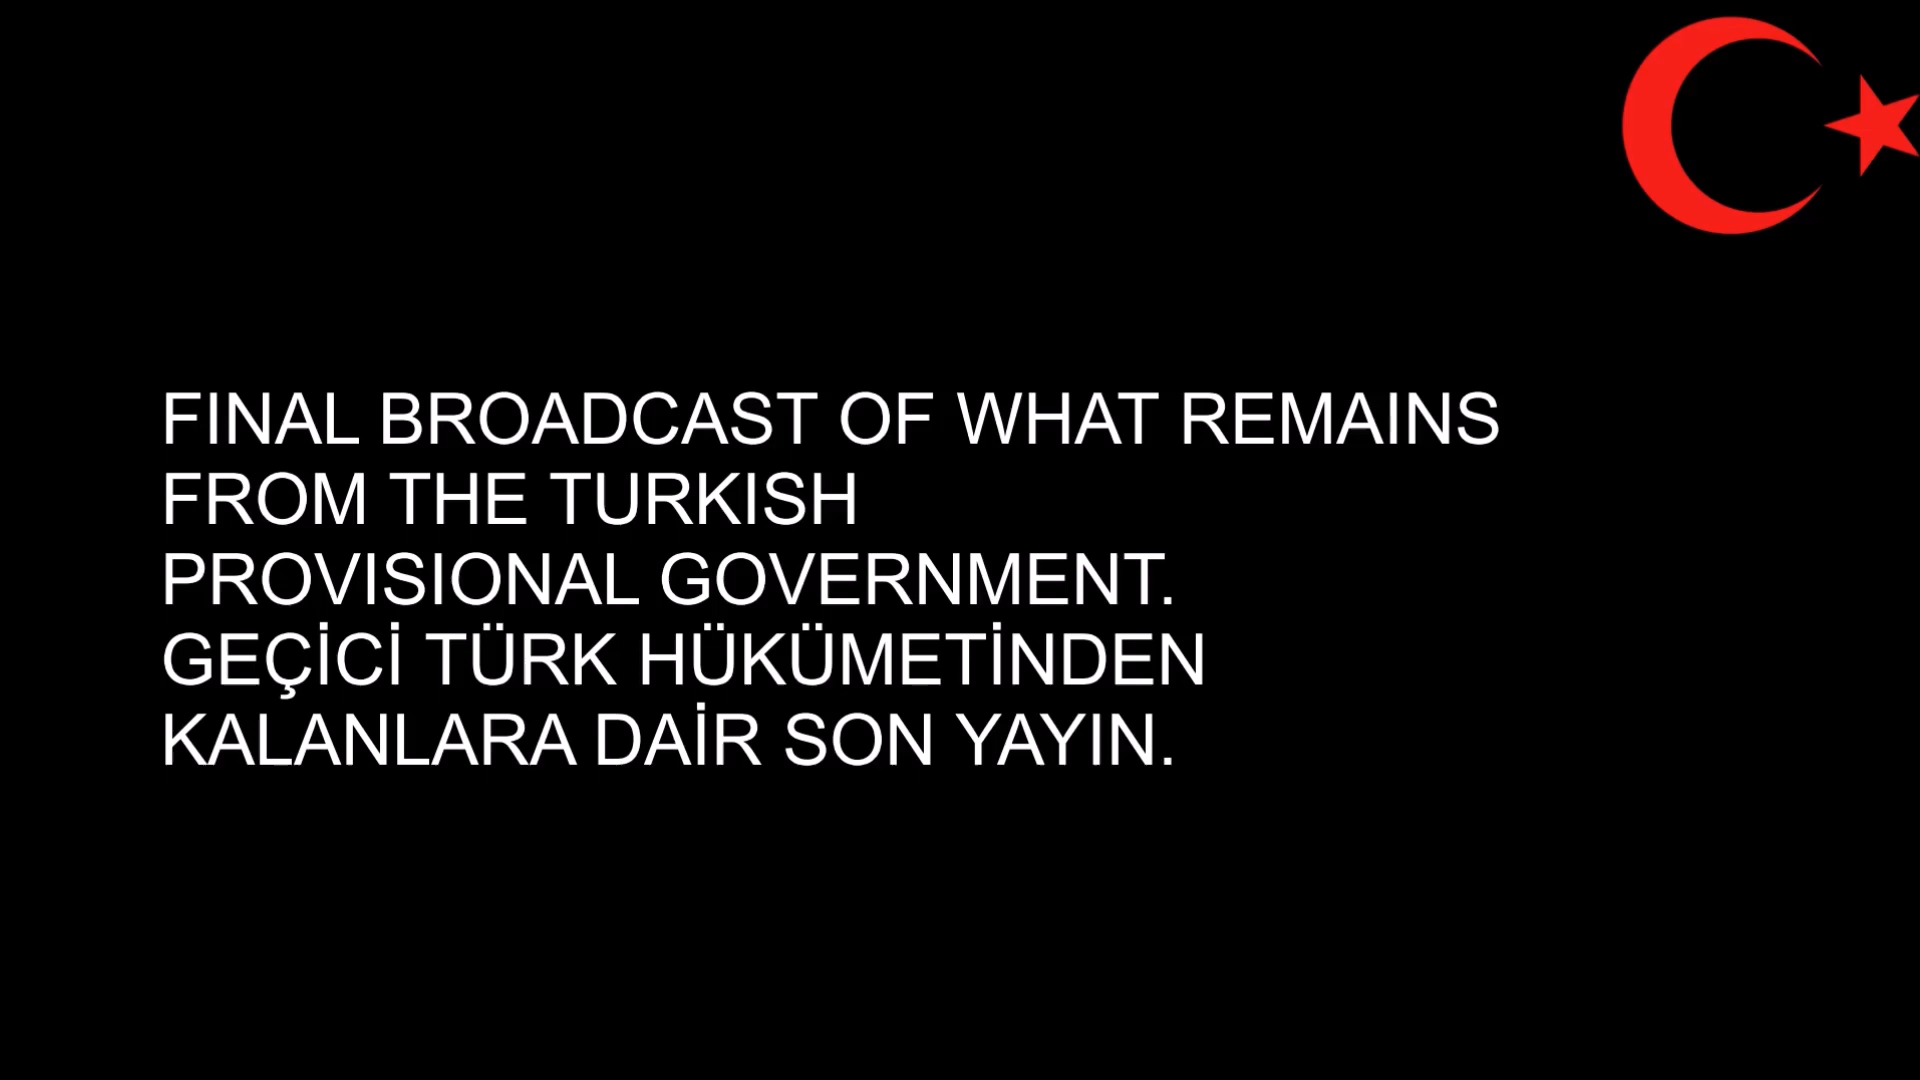 FINAL BROADCAST OF WHAT REMAINS
FROM THE TURKISH
PROVISIONAL GOVERNMENT.
GEÇİCİ TÜRK HÜKÜMETİNDEN
KALANLARA DAİR SON YAYIN.